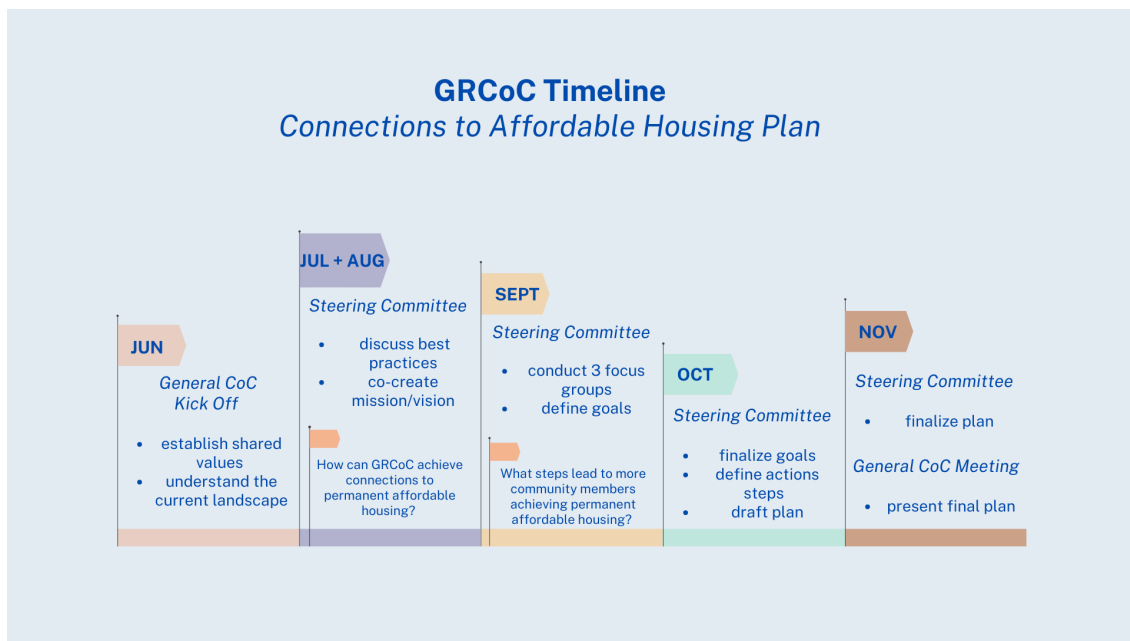 GRCoC Timeline
Connections to Affordable Housing Plan
JUN
General CoC
Kick Off
• establish shared
values
• understand the
current landscape
JUL + AUG
Steering Committee
• discuss best
practices
• co-create
mission/vision
How can GRCoC achieve
connections to
permanent affordable
housing?
SEPT
Steering Committee
• conduct 3 focus
groups
• define goals
What steps lead to more
community members
achieving permanent
affordable housing?
OCT
Steering Committee
• finalize goals
• define actions
steps
• draft plan
NOV
Steering Committee
• finalize plan
General CoC Meeting
• present final plan